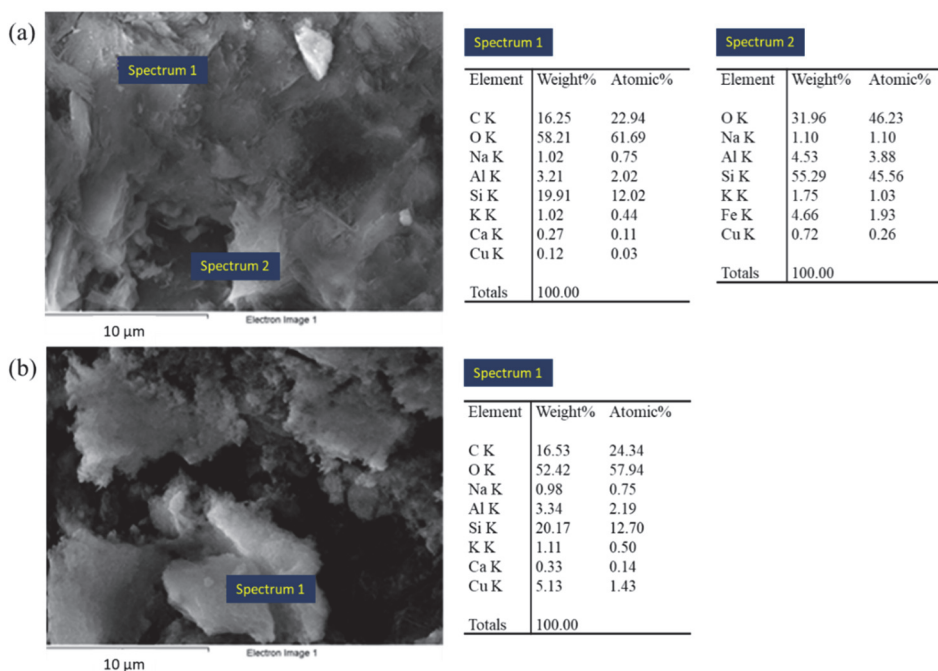 (a)
Spectrum 1
Spectrum 2
10 µm
Electron Image 1
Spectrum 1
Element Weight% Atomic%
C K 16.25 22.94
O K 58.21 61.69
Na K 1.02 0.75
Al K 3.21 2.02
Si K 19.91 12.02
K K 1.02 0.44
Ca K 0.27 0.11
Cu K 0.12 0.03
Totals 100.00
Spectrum 2
Element Weight% Atomic%
O K 31.96 46.23
Na K 1.10 1.10
Al K 4.53 3.88
Si K 55.29 45.56
K K 1.75 1.03
Fe K 4.66 1.93
Cu K 0.72 0.26
Totals 100.00
(b)
Spectrum 1
10 µm
Electron Image 1
Spectrum 1
Element Weight% Atomic%
C K 16.53 24.34
O K 52.42 57.94
Na K 0.98 0.75
Al K 3.34 2.19
Si K 20.17 12.70
K K 1.11 0.50
Ca K 0.33 0.14
Cu K 5.13 1.43
Totals 100.00